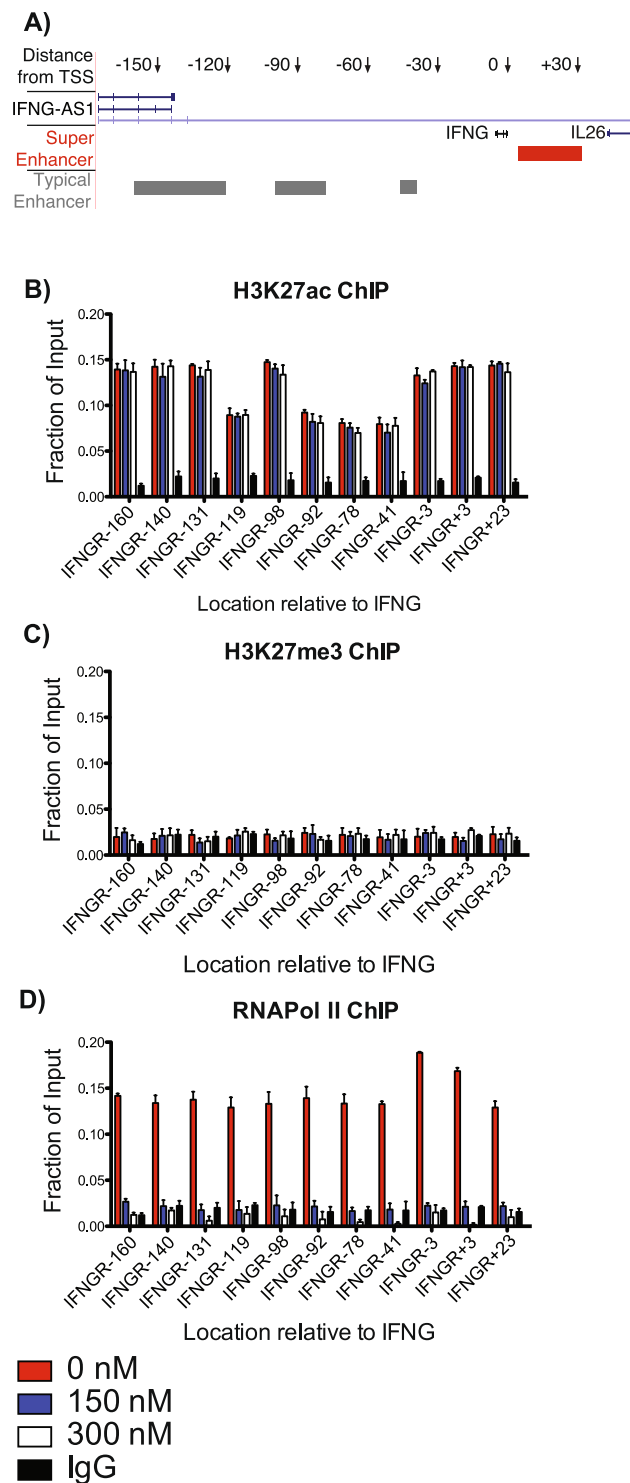 A)
Distance from TSS -150 -120 -90 -60 -30 0 +30
IFNG-AS1
IFNG IL26
Super Enhancer
Typical Enhancer
B)
H3K27ac ChIP
Fraction of Input
0.20
0.15
0.10
0.05
0.00
IFNGR-160 IFNGR-140 IFNGR-131 IFNGR-119 IFNGR-98 IFNGR-92 IFNGR-78 IFNGR-41 IFNGR-3 IFNGR+3 IFNGR+23
Location relative to IFNG
C)
H3K27me3 ChIP
Fraction of Input
0.20
0.15
0.10
0.05
0.00
IFNGR-160 IFNGR-140 IFNGR-131 IFNGR-119 IFNGR-98 IFNGR-92 IFNGR-78 IFNGR-41 IFNGR-3 IFNGR+3 IFNGR+23
Location relative to IFNG
D)
RNAPol II ChIP
Fraction of Input
0.20
0.15
0.10
0.05
0.00
IFNGR-160 IFNGR-140 IFNGR-131 IFNGR-119 IFNGR-98 IFNGR-92 IFNGR-78 IFNGR-41 IFNGR-3 IFNGR+3 IFNGR+23
Location relative to IFNG
0 nM
150 nM
300 nM
IgG